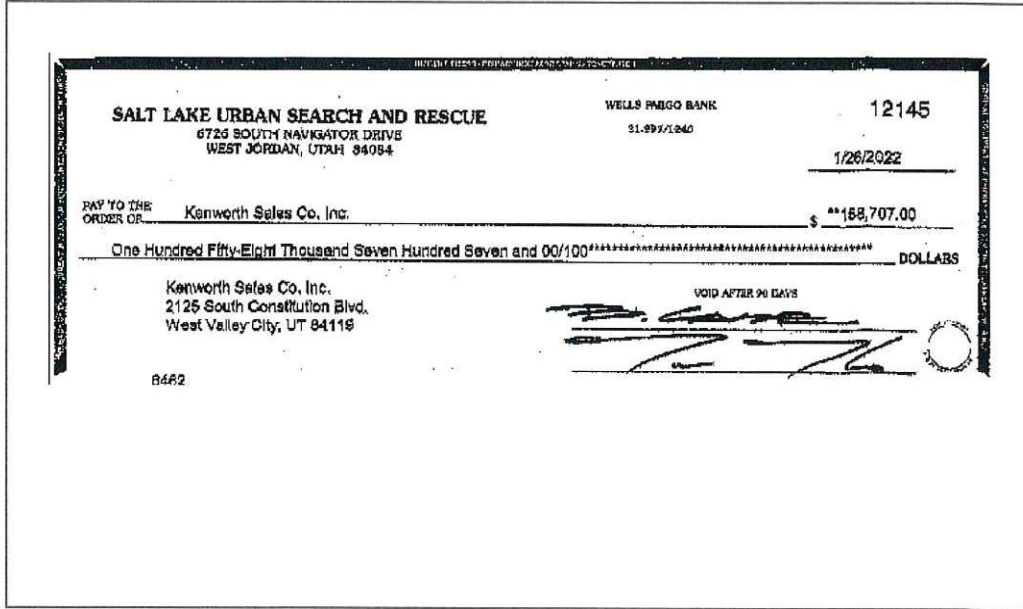 SALT LAKE URBAN SEARCH AND RESCUE
6726 SOUTH NAVIGATOR DRIVE
WEST JORDAN, UTAH 84084
WELLS FARGO BANK
12145
1/26/2022
PAY TO THE
ORDER OF
Kenworth Sales Co. Inc.
$ **158,707.00
One Hundred Fifty-Eight Thousand Seven Hundred Seven and 00/100************************************************
DOLLARS
Kenworth Sales Co. Inc.
2125 South Constitution Blvd.
West Valley City, UT 84119
VOID AFTER 90 DAYS
8462